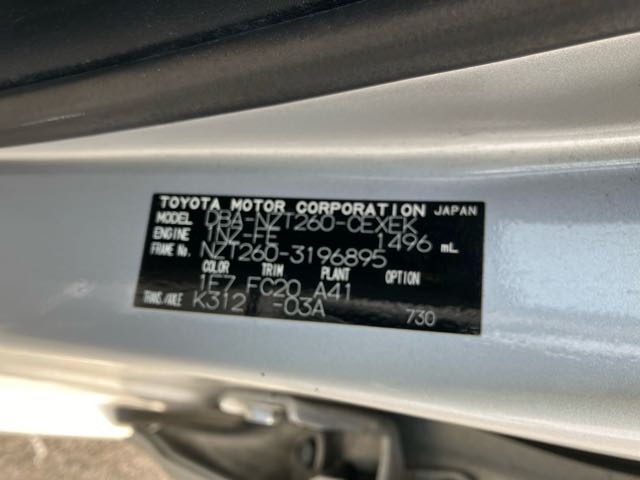 TOYOTA MOTOR CORPORATION JAPAN
MODEL DBA-NZT260-CEXEK
ENGINE 1NZ-FE 1496 mL
FRAME No. NZT260-3196895
COLOR TRIM PLANT OPTION
1E7 FC20 A41
TRANS./AXLE K312 -03A 730